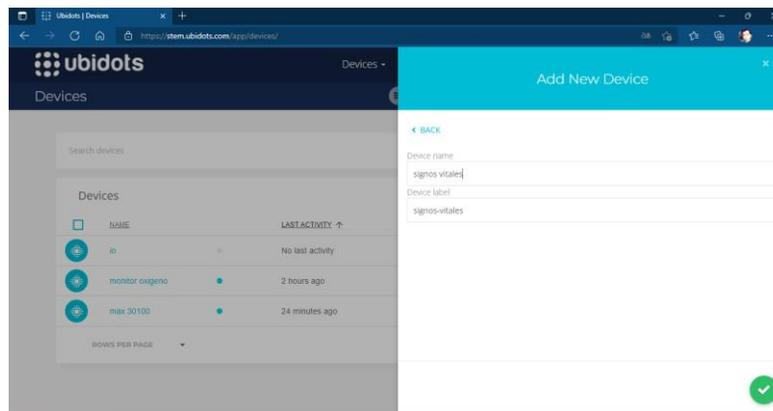 Ubidots | Devices
https://stem.ubidots.com/app/devices/
ubidots
Devices
Add New Device
Devices
BACK
Search devices
Device name
signos vitales
Device label
signos-vitales
Devices
NAME
LAST ACTIVITY
io
No last activity
monitor oxigeno
2 hours ago
max 30100
24 minutes ago
ROWS PER PAGE